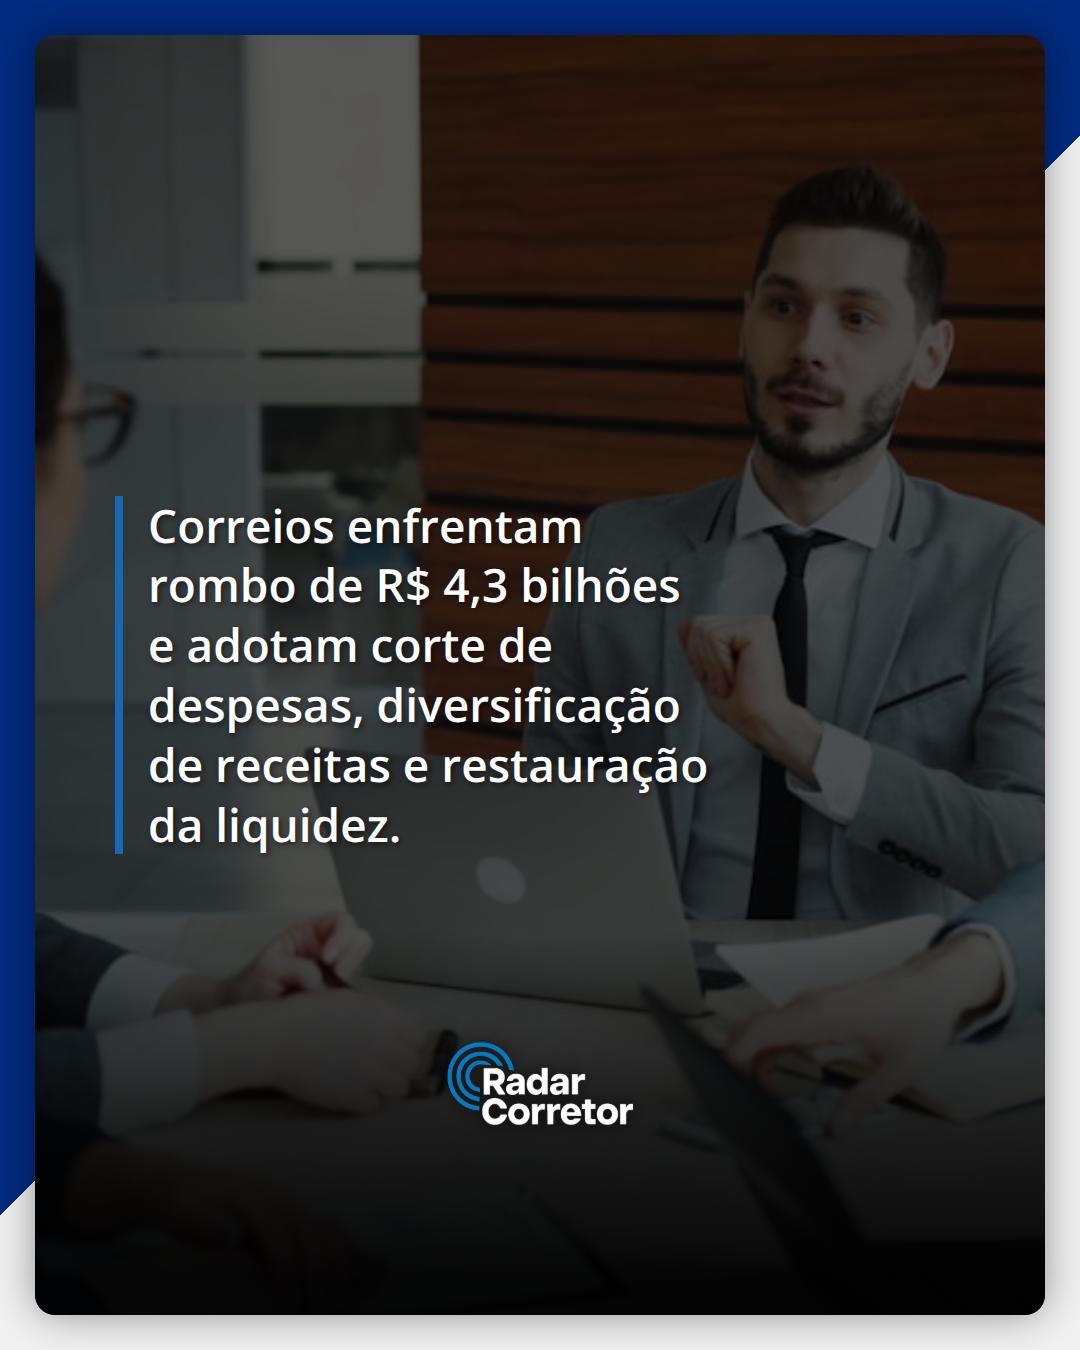 Correios enfrentam
rombo de R$ 4,3 bilhões
e adotam corte de
despesas, diversificação
de receitas e restauração
da liquidez.
Radar
Corretor